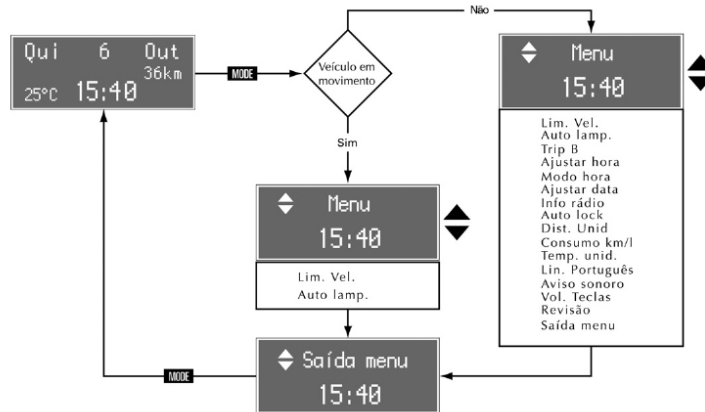 Não
Qui 6 Out
36km
25°C 15:40
MODE
Veículo em
movimento
Menu
15:40
Sim
Menu
15:40
Lim. Vel.
Auto lamp.
Lim. Vel.
Auto lamp.
Trip B
Ajustar hora
Modo hora
Ajustar data
Info rádio
Auto lock
Dist. Unid
Consumo km/l
Temp. unid.
Lin. Português
Aviso sonoro
Vol. Teclas
Revisão
Saída menu
MODE
Saída menu
15:40